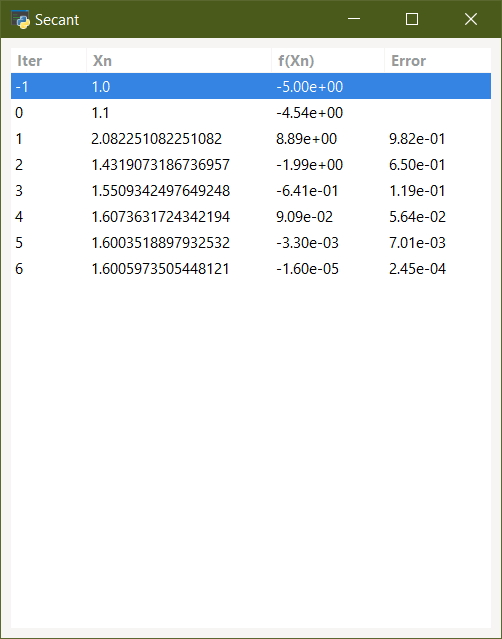 Secant
Iter Xn f(Xn) Error
-1 1.0 -5.00e+00
0 1.1 -4.54e+00
1 2.082251082251082 8.89e+00 9.82e-01
2 1.4319073186736957 -1.99e+00 6.50e-01
3 1.5509342497649248 -6.41e-01 1.19e-01
4 1.6073631724342194 9.09e-02 5.64e-02
5 1.6003518897932532 -3.30e-03 7.01e-03
6 1.6005973505448121 -1.60e-05 2.45e-04